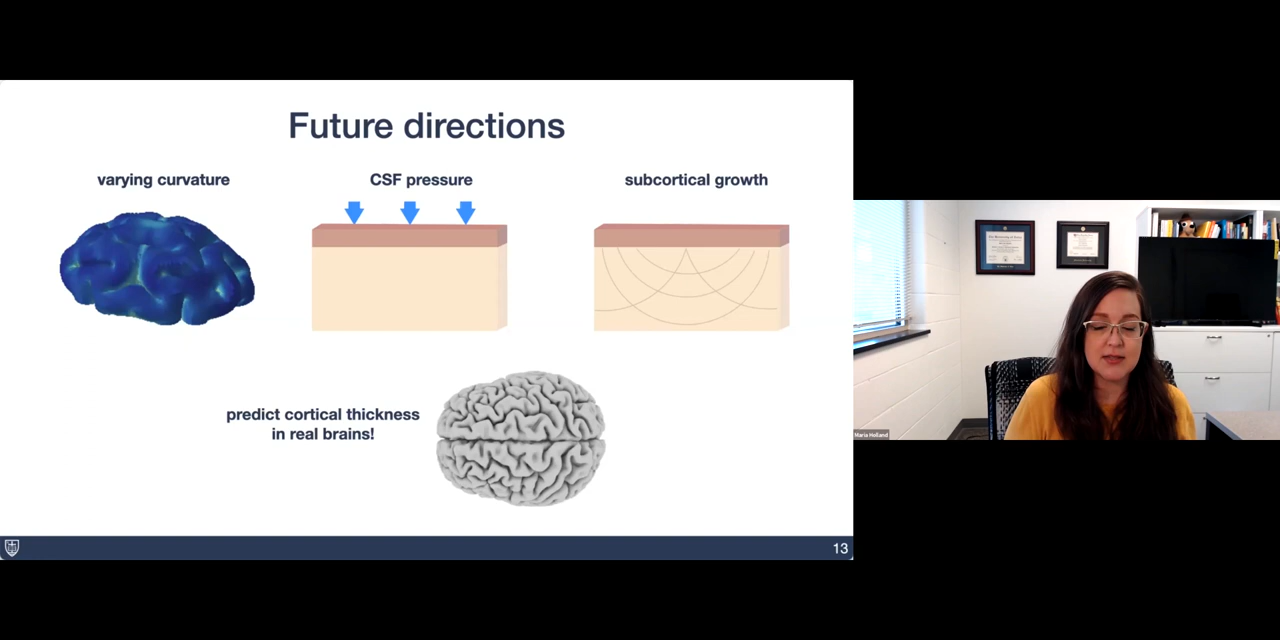 Future directions
varying curvature
CSF pressure
subcortical growth
predict cortical thickness
in real brains!
13
Maria Holland